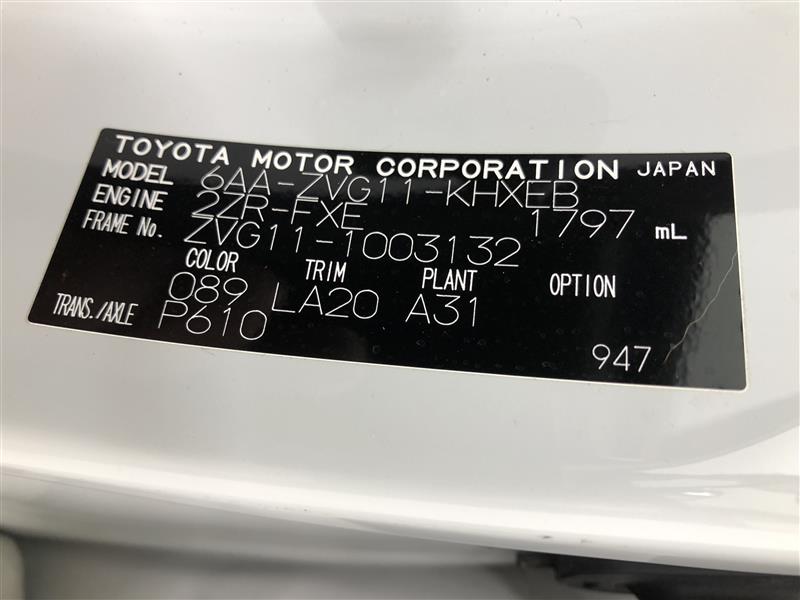 TOYOTA MOTOR CORPORATION JAPAN
MODEL 6AA-ZVG11-KHXEB
ENGINE 2ZR-FXE 1797 mL
FRAME No. ZVG11-1003132
COLOR TRIM PLANT OPTION
089 LA20 A31
TRANS./AXLE P610
947